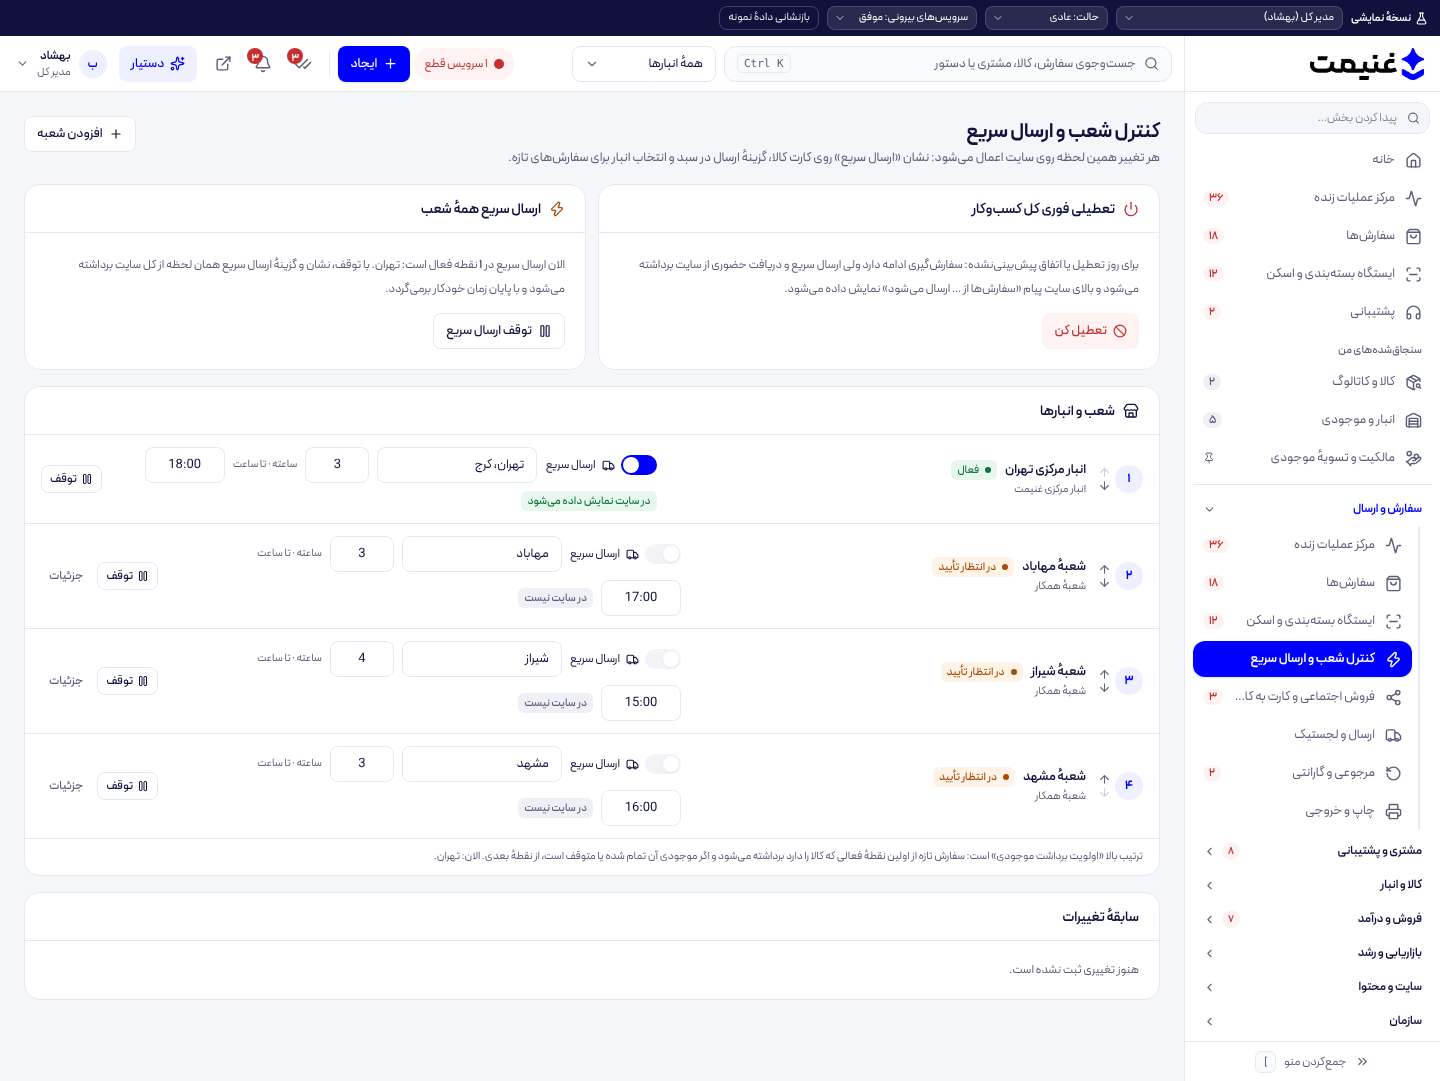 نسخهٔ نمایشی
مدیر کل (بهشاد)
حالت: عادی
سرویس‌های بیرونی: موفق
بازنشانی دادهٔ نمونه
غنیمت
جست‌وجوی سفارش، کالا، مشتری یا دستور
Ctrl K
همهٔ انبارها
۱ سرویس قطع
ایجاد
۳
۳
دستیار
ب
بهشاد
مدیر کل
پیدا کردن بخش...
خانه
مرکز عملیات زنده
۳۶
سفارش‌ها
۱۸
ایستگاه بسته‌بندی و اسکن
۱۲
پشتیبانی
۲
سنجاق‌شده‌های من
کالا و کاتالوگ
۲
انبار و موجودی
۵
مالکیت و تسویهٔ موجودی
سفارش و ارسال
مرکز عملیات زنده
۳۶
سفارش‌ها
۱۸
ایستگاه بسته‌بندی و اسکن
۱۲
کنترل شعب و ارسال سریع
فروش اجتماعی و کارت به کا...
۳
ارسال و لجستیک
مرجوعی و گارانتی
۲
چاپ و خروجی
مشتری و پشتیبانی
۸
کالا و انبار
فروش و درآمد
۷
بازاریابی و رشد
سایت و محتوا
سازمان
جمع‌کردن منو
[
کنترل شعب و ارسال سریع
هر تغییر همین لحظه روی سایت اعمال می‌شود: نشان «ارسال سریع» روی کارت کالا، گزینهٔ ارسال در سبد و انتخاب انبار برای سفارش‌های تازه.
افزودن شعبه
تعطیلی فوری کل کسب‌وکار
برای روز تعطیل یا اتفاق پیش‌بینی‌نشده: سفارش‌گیری ادامه دارد ولی ارسال سریع و دریافت حضوری از سایت برداشته
می‌شود و بالای سایت پیام «سفارش‌ها از ... ارسال می‌شود» نمایش داده می‌شود.
تعطیل کن
ارسال سریع همهٔ شعب
الان ارسال سریع در ۱ نقطه فعال است: تهران. با توقف، نشان و گزینهٔ ارسال سریع همان لحظه از کل سایت برداشته
می‌شود و با پایان زمان خودکار برمی‌گردد.
توقف ارسال سریع
شعب و انبارها
۱
انبار مرکزی تهران
فعال
انبار مرکزی غنیمت
ارسال سریع
تهران، کرج
3
ساعته · تا ساعت
18:00
در سایت نمایش داده می‌شود
توقف
۲
شعبهٔ مهاباد
در انتظار تأیید
شعبهٔ همکار
ارسال سریع
مهاباد
3
ساعته · تا ساعت
17:00
در سایت نیست
توقف
جزئیات
۳
شعبهٔ شیراز
در انتظار تأیید
شعبهٔ همکار
ارسال سریع
شیراز
4
ساعته · تا ساعت
15:00
در سایت نیست
توقف
جزئیات
۴
شعبهٔ مشهد
در انتظار تأیید
شعبهٔ همکار
ارسال سریع
مشهد
3
ساعته · تا ساعت
16:00
در سایت نیست
توقف
جزئیات
ترتیب بالا «اولویت برداشت موجودی» است: سفارش تازه از اولین نقطهٔ فعالی که کالا را دارد برداشته می‌شود و اگر موجودی آن تمام شده یا متوقف است، از نقطهٔ بعدی. الان: تهران.
سابقهٔ تغییرات
هنوز تغییری ثبت نشده است.